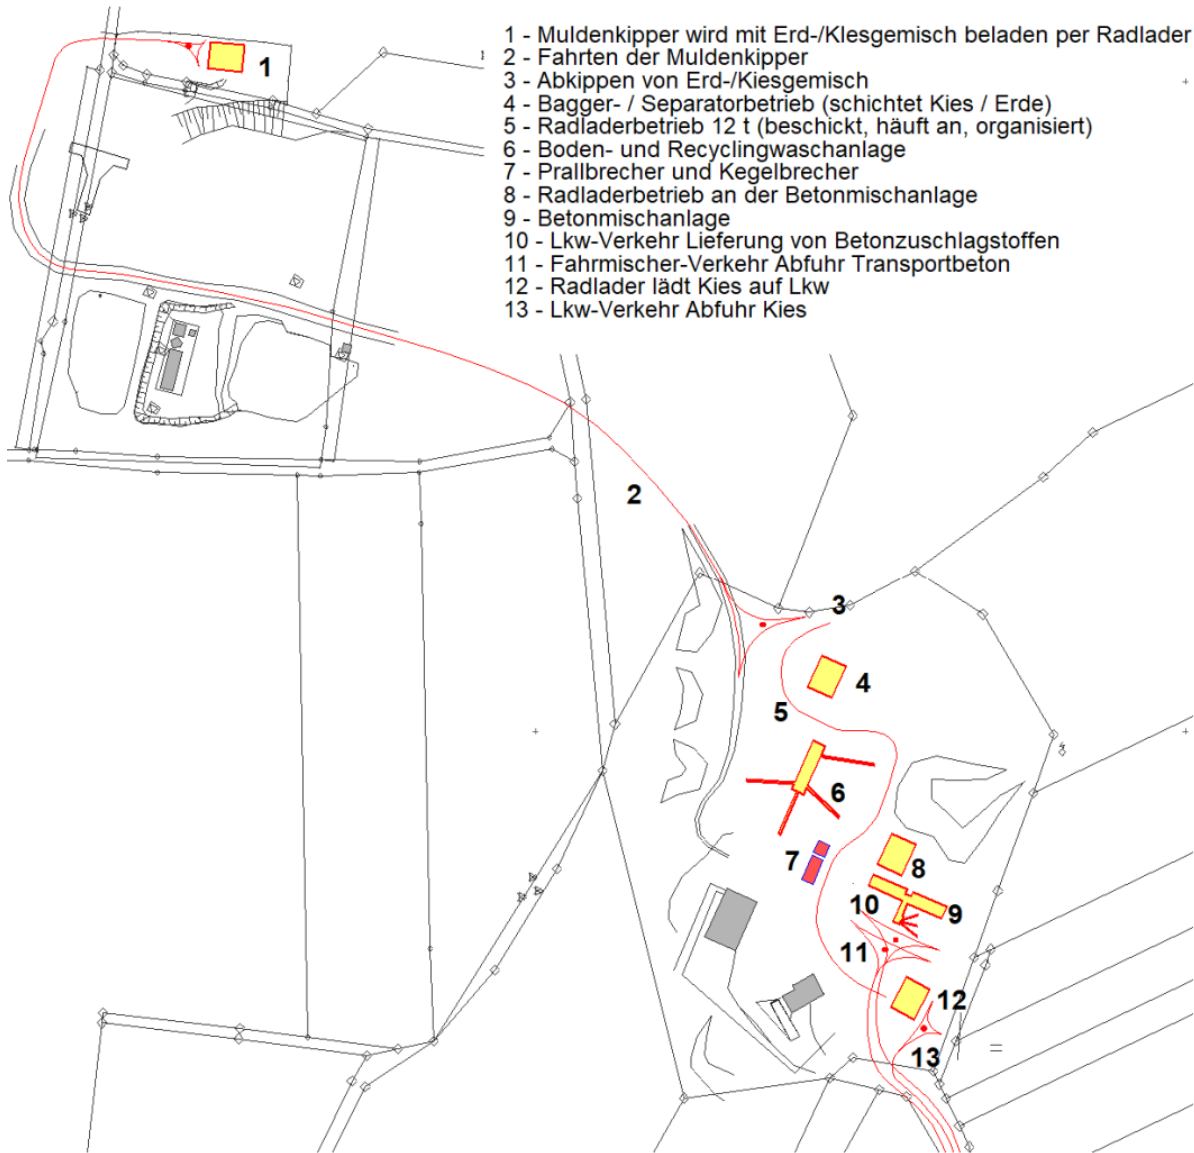 1 - Muldenkipper wird mit Erd-/Klesgemisch beladen per Radlader
2 - Fahrten der Muldenkipper
3 - Abkippen von Erd-/Kiesgemisch
4 - Bagger- / Separatorbetrieb (schichtet Kies / Erde)
5 - Radladerbetrieb 12 t (beschickt, häuft an, organisiert)
6 - Boden- und Recyclingwaschanlage
7 - Prallbrecher und Kegelbrecher
8 - Radladerbetrieb an der Betonmischanlage
9 - Betonmischanlage
10 - Lkw-Verkehr Lieferung von Betonzuschlagstoffen
11 - Fahrmischer-Verkehr Abfuhr Transportbeton
12 - Radlader lädt Kies auf Lkw
13 - Lkw-Verkehr Abfuhr Kies
1
2
3
4
5
6
7
8
10
9
11
12
13